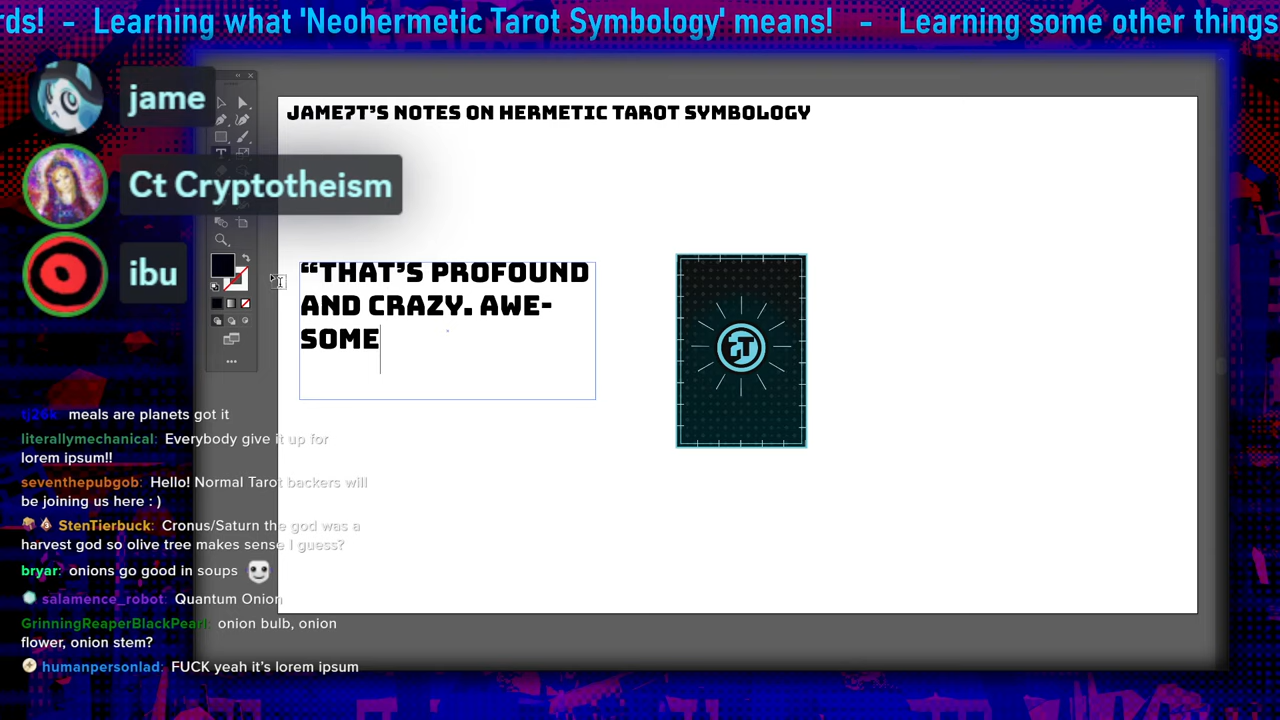 rds! - Learning what 'Neohermetic Tarot Symbology' means! - Learning some other things
jame
Ct Cryptotheism
ibu
JAME7T'S NOTES ON HERMETIC TAROT SYMBOLOGY
“THAT’S PROFOUND
AND CRAZY. AWE-
SOME
7T
meals are planets got it
literallymechanical: Everybody give it up for
lorem ipsum!!
seventhepubgob: Hello! Normal Tarot backers will
be joining us here : )
StenTierbuck: Cronus/Saturn the god was a
harvest god so olive tree makes sense I guess?
bryar: onions go good in soups
salamence_robot: Quantum Onion
GrinningReaperBlackPearl: onion bulb, onion
flower, onion stem?
humanpersonlad: FUCK yeah it’s lorem ipsum